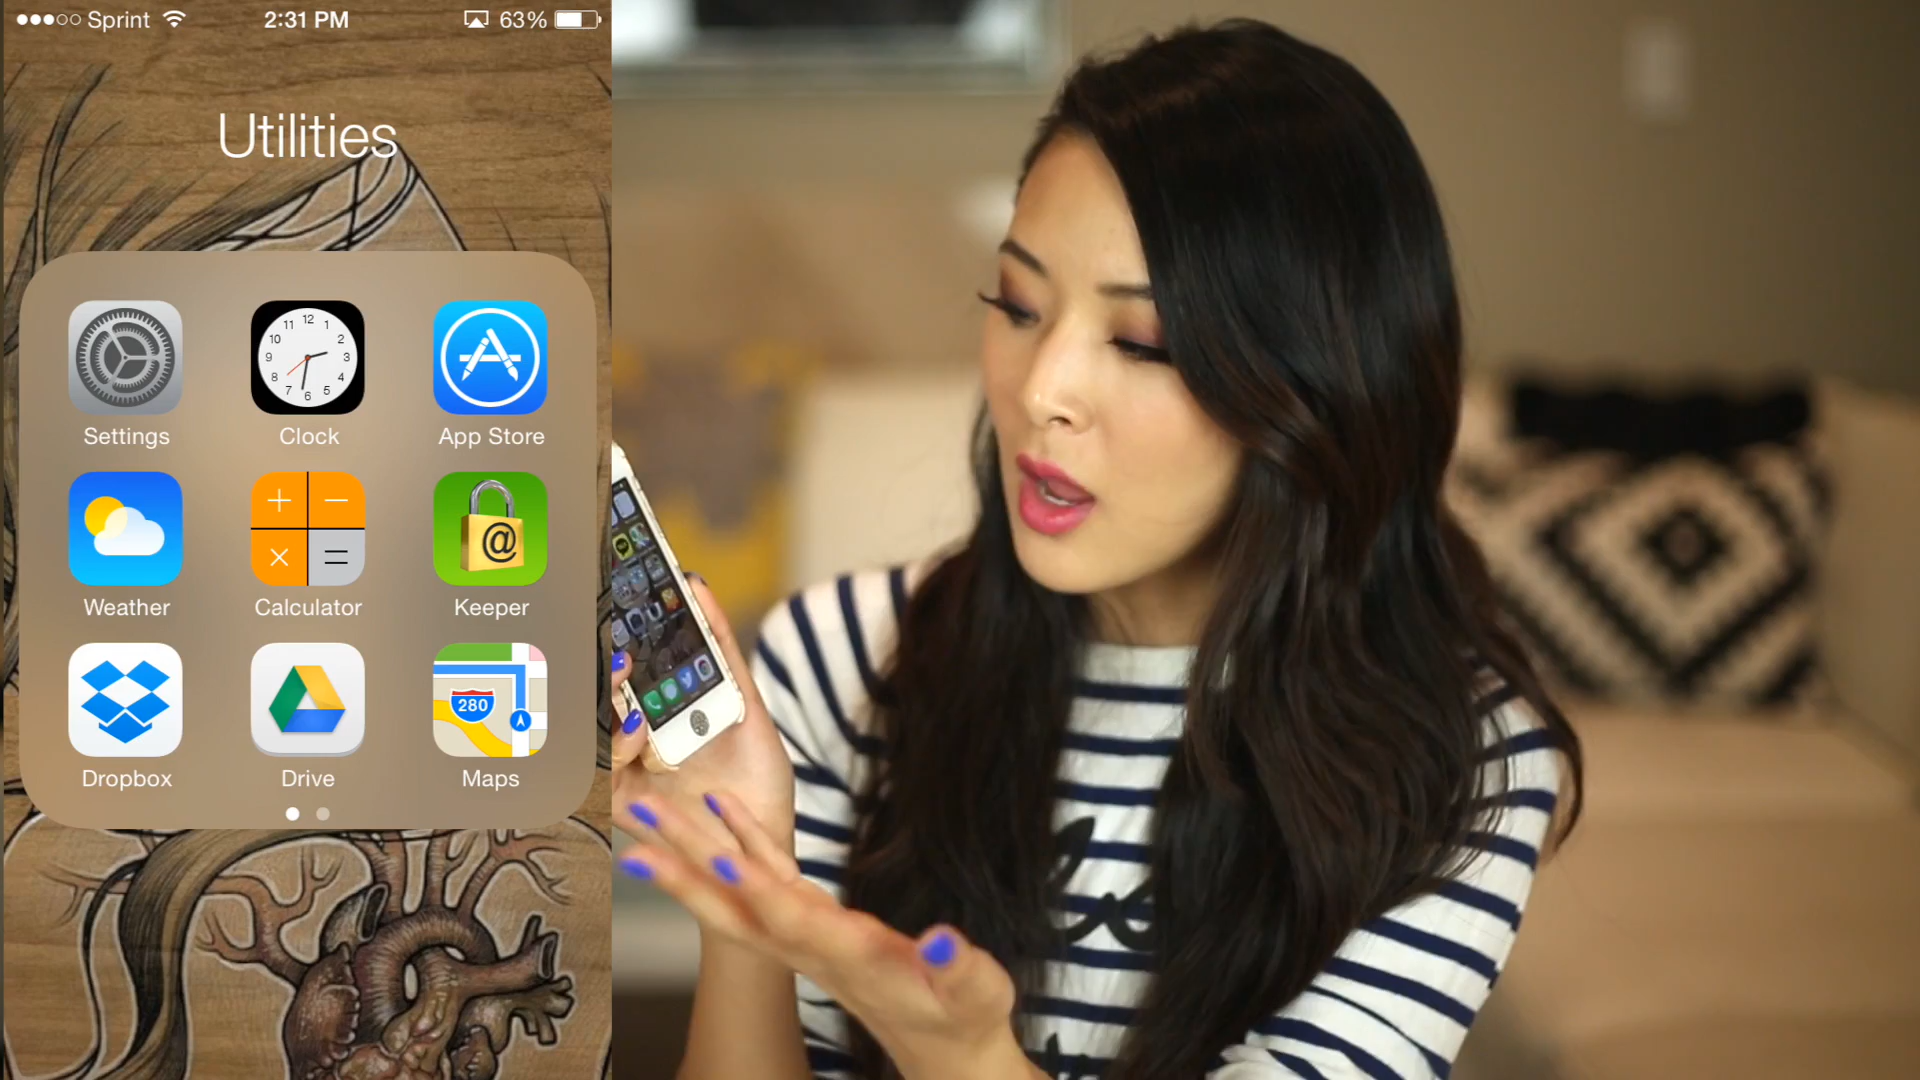 Sprint 2:31 PM 63%
Utilities
12
11 1
10 2
9 3
8 4
7 5
6
Settings Clock App Store
@
Weather Calculator Keeper
280
Dropbox Drive Maps